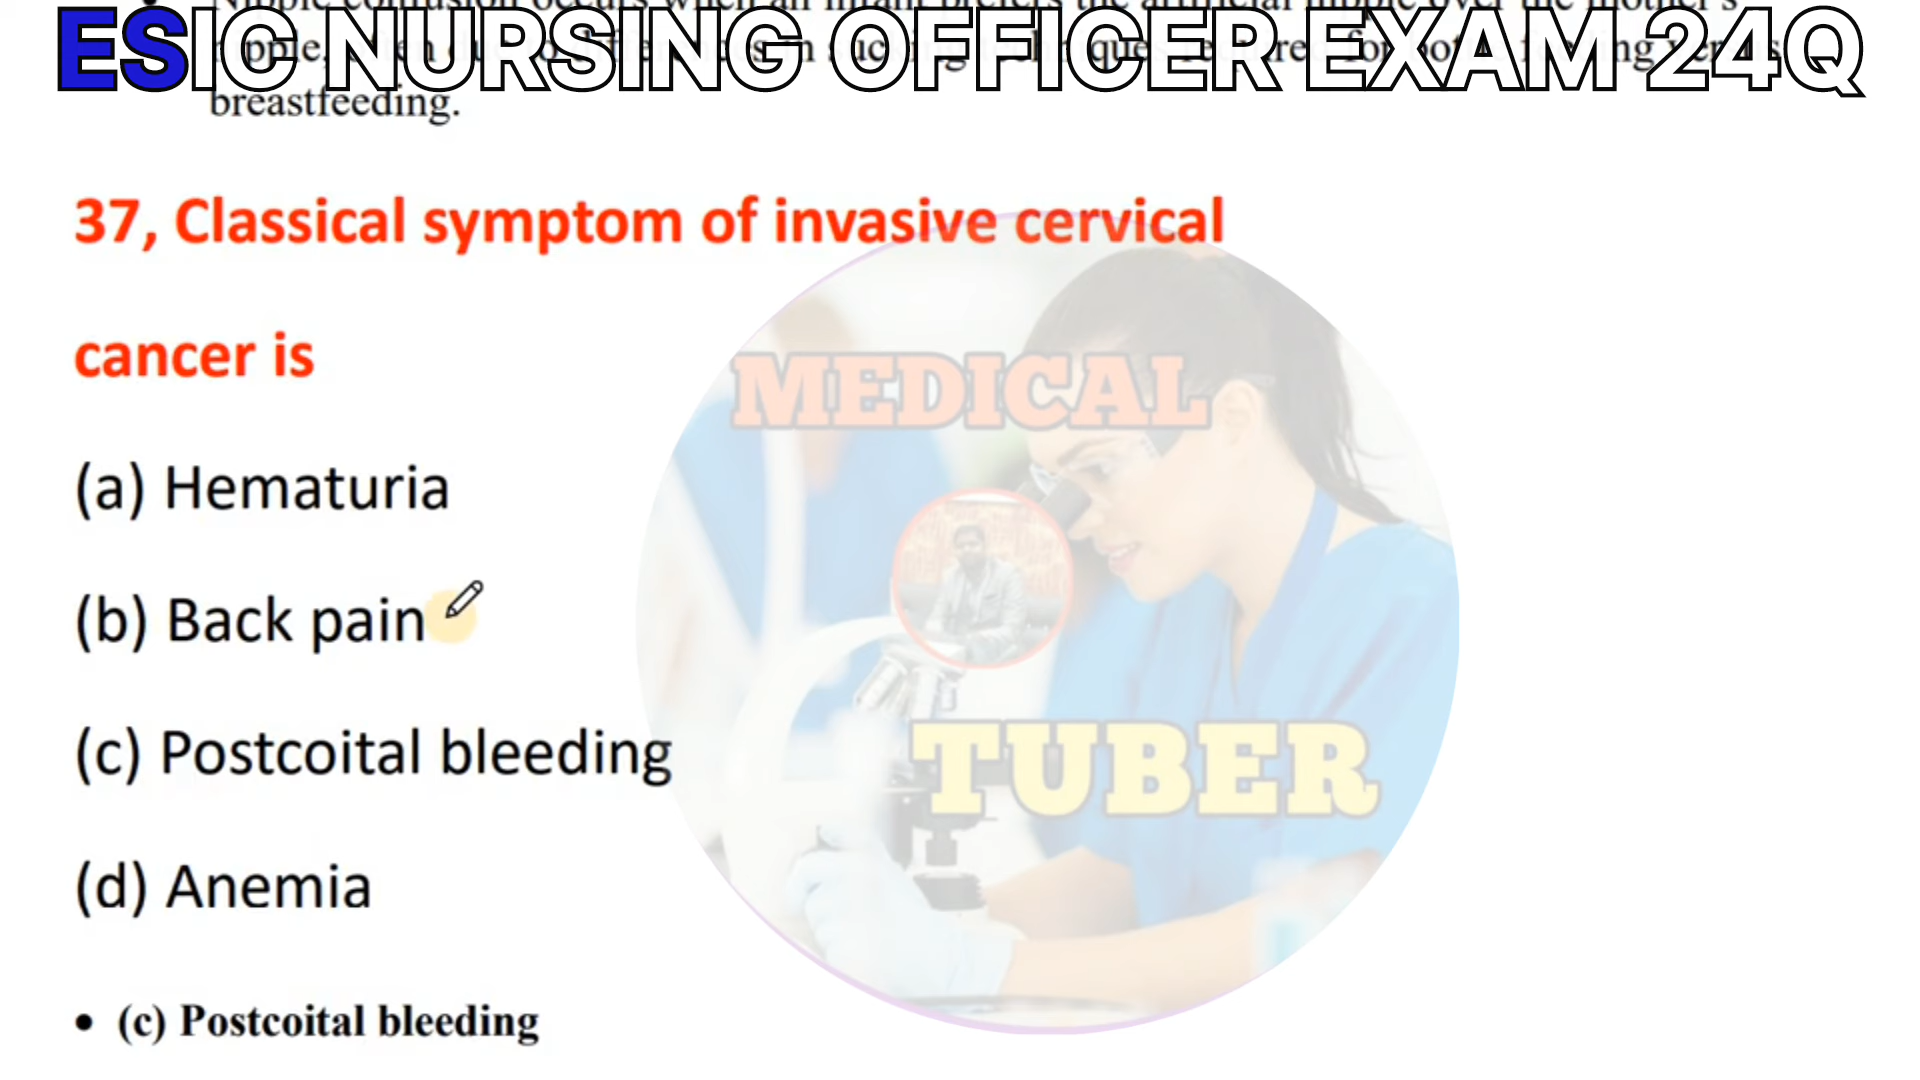 ESIC NURSING OFFICER EXAM 24Q
breastfeeding.
37, Classical symptom of invasive cervical
cancer is
(a) Hematuria
(b) Back pain
(c) Postcoital bleeding
(d) Anemia
• (c) Postcoital bleeding
MEDICAL
TUBER